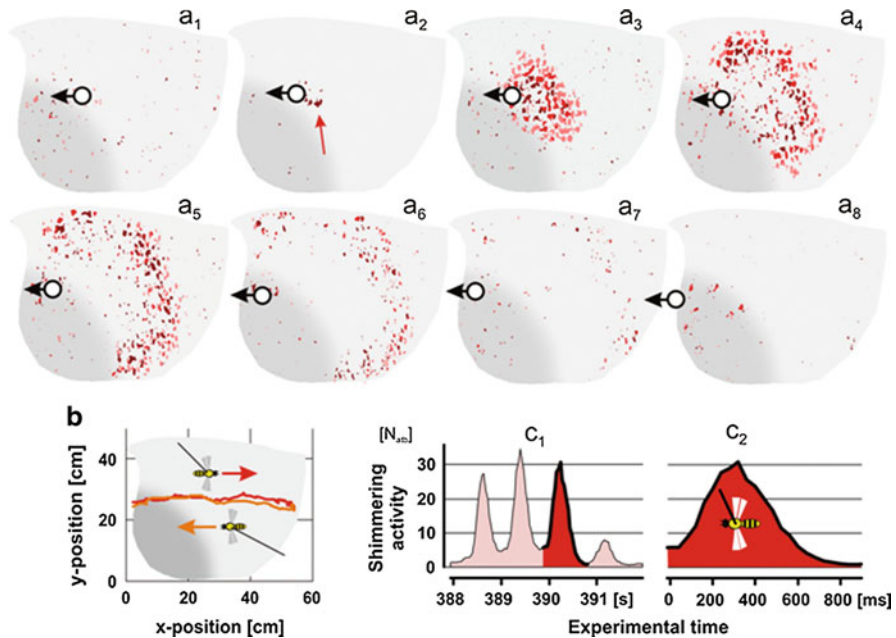 a1 a2 a3 a4
a5 a6 a7 a8
b
y-position [cm]
40
20
0
0 20 40 60
x-position [cm]
[Natb] C1 C2
Shimmering
activity
30
20
10
0
388 389 390 391 [s] 0 200 400 600 800 [ms]
Experimental time